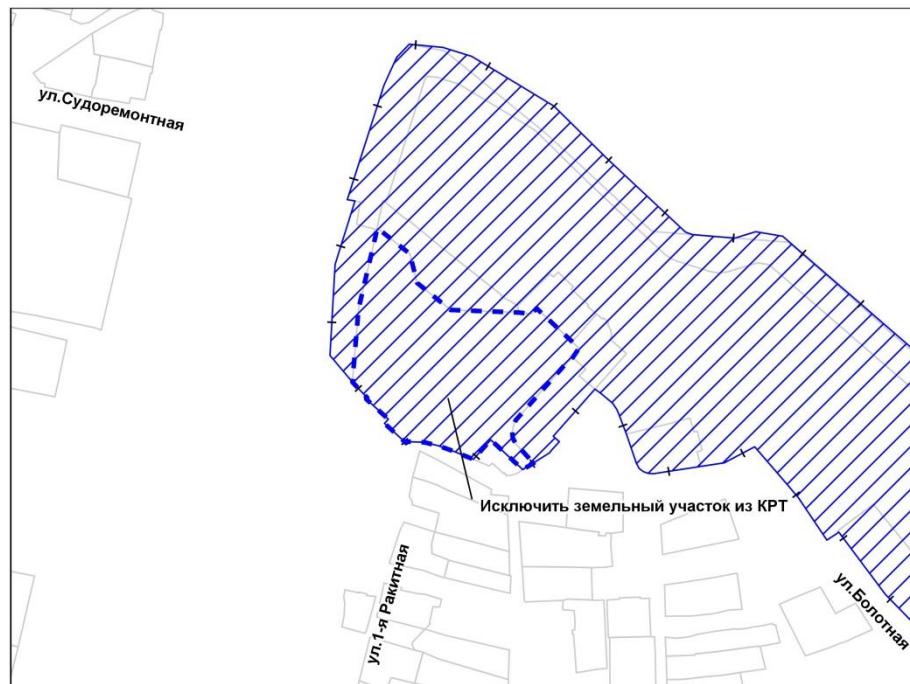 ул.Судоремонтная
Исключить земельный участок из КРТ
ул.1-я Ракитная
ул.Болотная